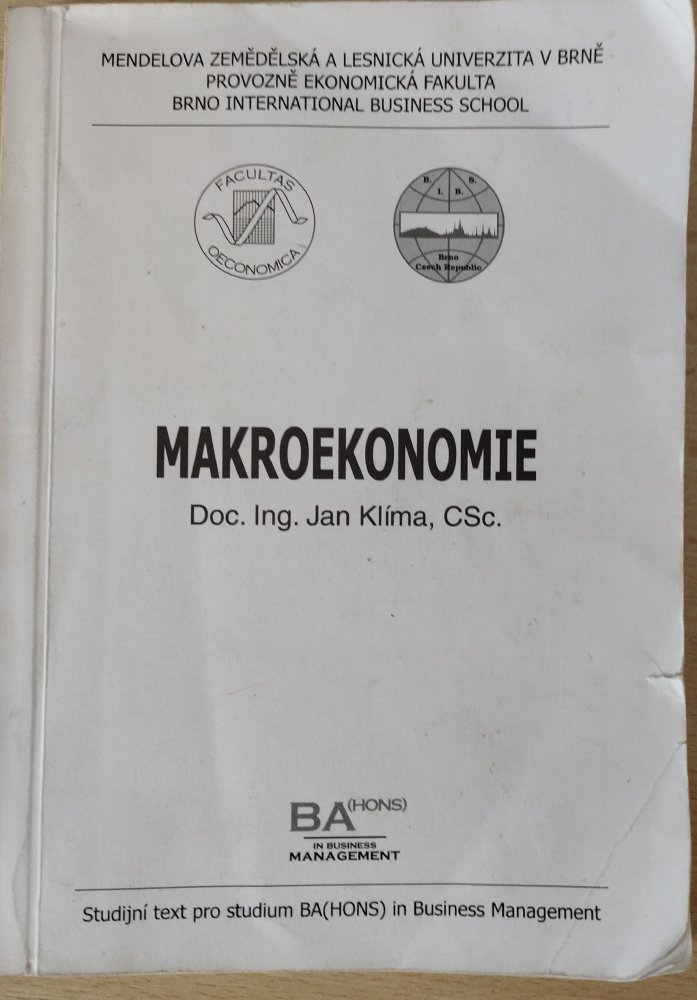 MENDELOVA ZEMĚDĚLSKÁ A LESNICKÁ UNIVERZITA V BRNĚ
PROVOZNĚ EKONOMICKÁ FAKULTA
BRNO INTERNATIONAL BUSINESS SCHOOL
FACULTAS
OECONOMICA
B. S.
I. B.
Brno
Czech Republic
MAKROEKONOMIE
Doc. Ing. Jan Klíma, CSc.
BA(HONS)
IN BUSINESS
MANAGEMENT
Studijní text pro studium BA(HONS) in Business Management